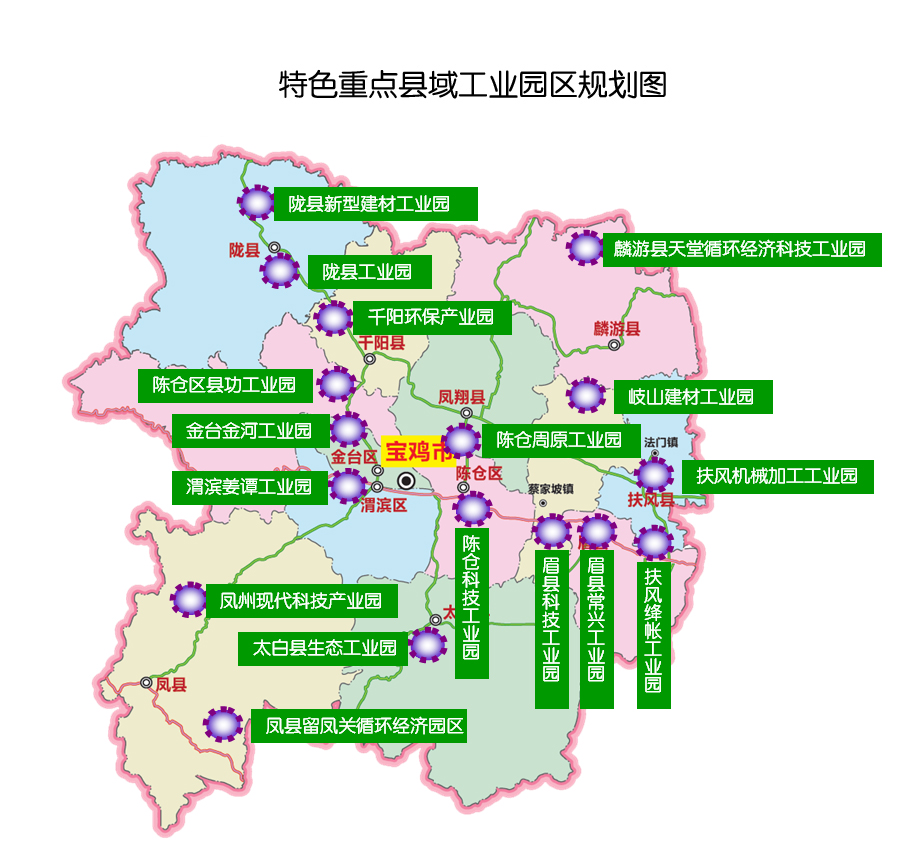 特色重点县域工业园区规划图
陇县新型建材工业园
陇县
陇县工业园
麟游县天堂循环经济科技工业园
千阳环保产业园
千阳县
麟游县
陈仓区县功工业园
岐山建材工业园
凤翔县
金台金河工业园
陈仓周原工业园
法门镇
宝鸡市
金台区
陈仓区
扶风机械加工工业园
渭滨姜谭工业园
蔡家坡镇
扶风县
渭滨区
陈仓科技工业园
眉县科技工业园
眉县常兴工业园
扶风绛帐工业园
凤州现代科技产业园
太
太白县生态工业园
凤县
凤县留凤关循环经济园区